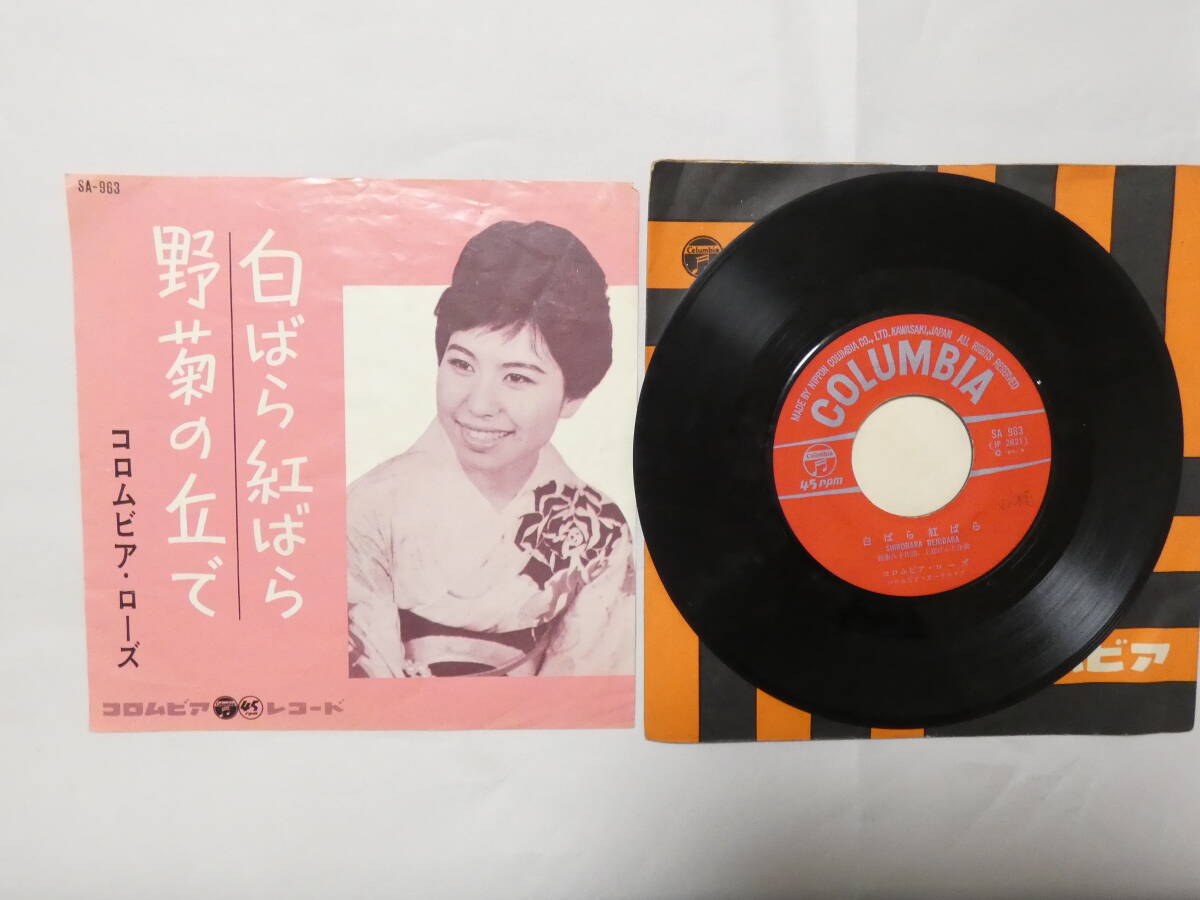 SA-963
白ばら紅ばら
野菊の丘で
コロムビア・ローズ
コロムビア Columbia 45 rpm レコード
Columbia
MADE BY NIPPON COLUMBIA CO., LTD. KAWASAKI, JAPAN ALL RIGHTS RESERVED
COLUMBIA
Columbia
45 rpm
SA 963
白ばら紅ばら
SHIROBARA BENIBARA
コロムビア・ローズ
ビア